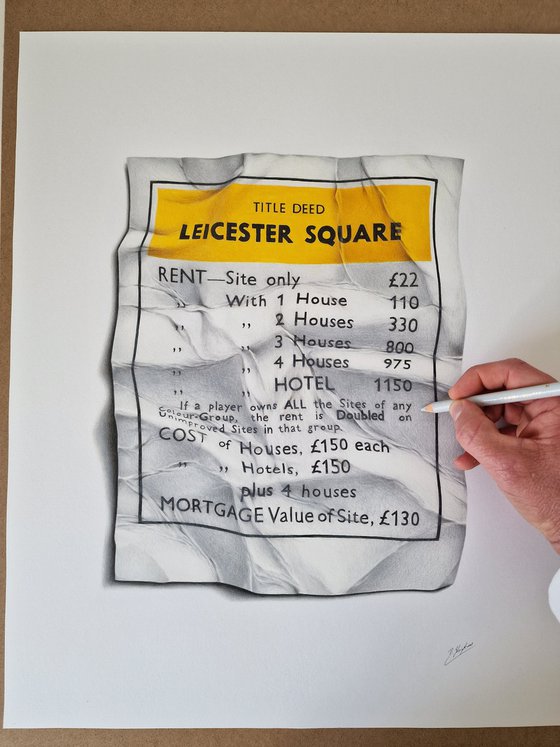 TITLE DEED
LEICESTER SQUARE
RENT—Site only £22
,, With 1 House 110
,, ,, 2 Houses 330
,, ,, 3 Houses 800
,, ,, 4 Houses 975
,, ,, HOTEL 1150
If a player owns ALL the Sites of any
Colour-Group, the rent is Doubled on
Unimproved Sites in that group.
COST of Houses, £150 each
,, ,, Hotels, £150
plus 4 houses
MORTGAGE Value of Site, £130